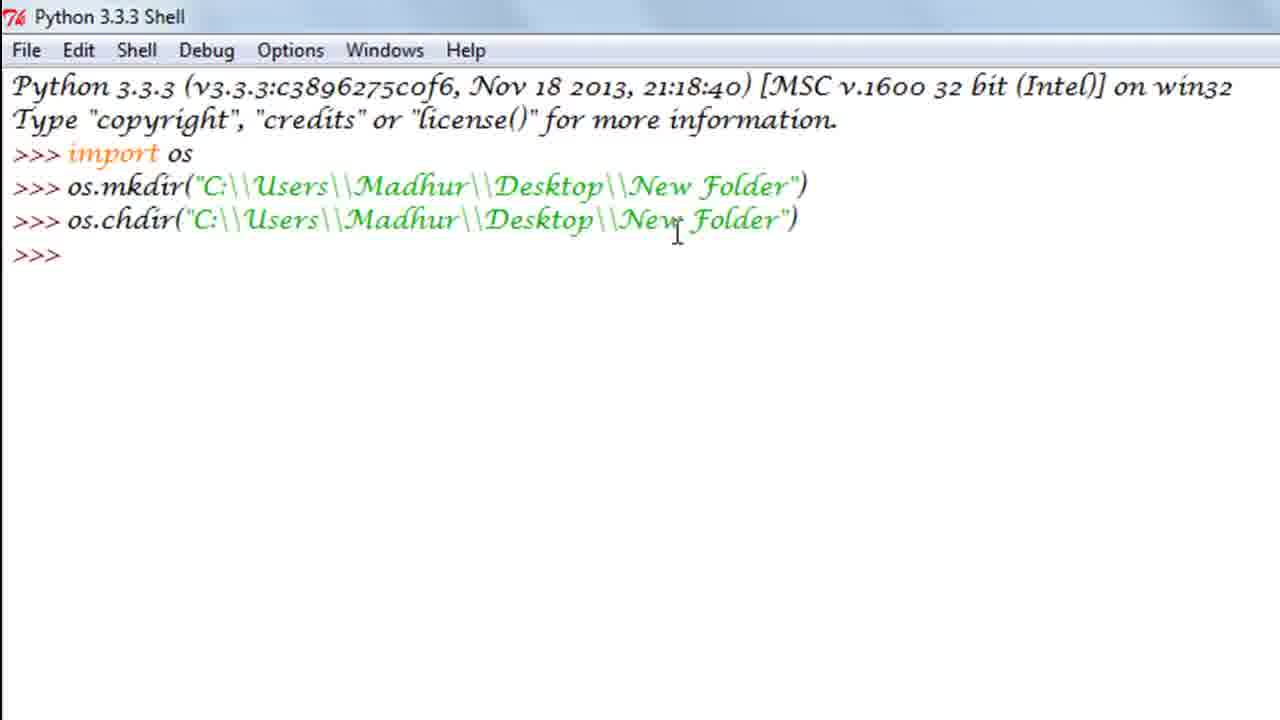 Python 3.3.3 Shell
File Edit Shell Debug Options Windows Help
Python 3.3.3 (v3.3.3:c3896275c0f6, Nov 18 2013, 21:18:40) [MSC v.1600 32 bit (Intel)] on win32
Type "copyright", "credits" or "license()" for more information.
>>> import os
>>> os.mkdir("C:\\Users\\Madhur\\Desktop\\New Folder")
>>> os.chdir("C:\\Users\\Madhur\\Desktop\\New Folder")
>>>